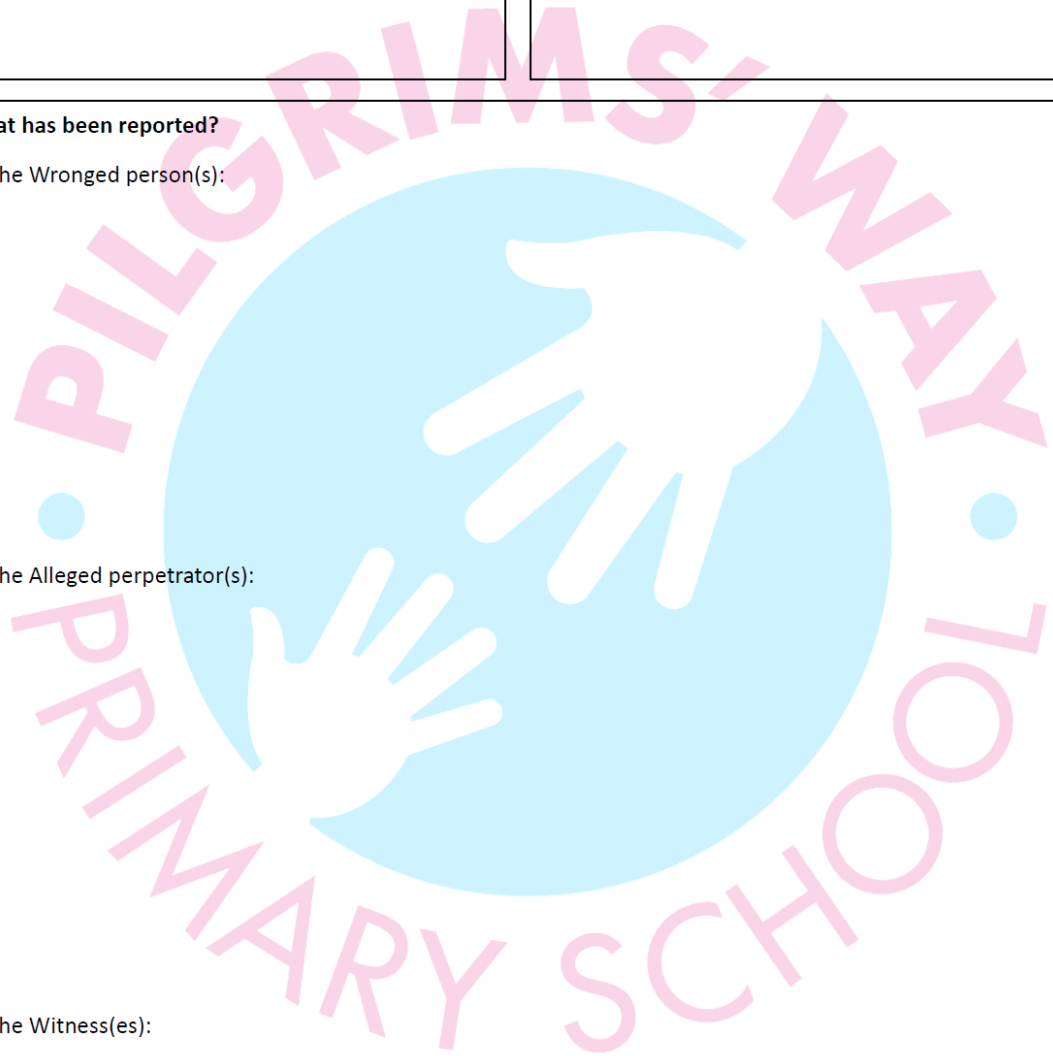 PILGRIMS' WAY
at has been reported?
he Wronged person(s):
he Alleged perpetrator(s):
PRIMARY SCHOOL
he Witness(es):